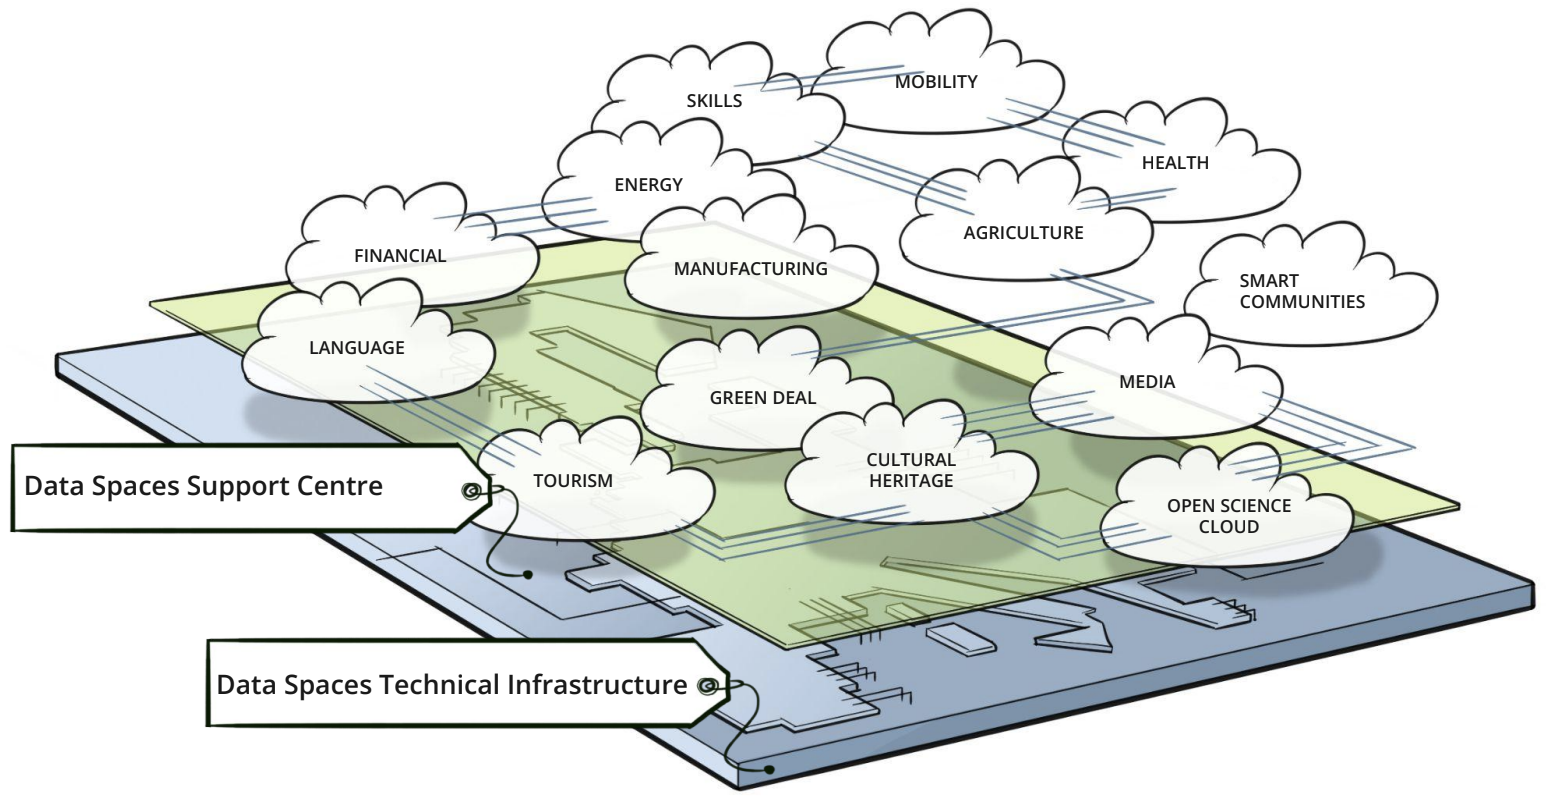 MOBILITY
SKILLS
HEALTH
ENERGY
AGRICULTURE
FINANCIAL
MANUFACTURING
SMART
COMMUNITIES
LANGUAGE
MEDIA
GREEN DEAL
CULTURAL
HERITAGE
TOURISM
OPEN SCIENCE
CLOUD
Data Spaces Support Centre
Data Spaces Technical Infrastructure